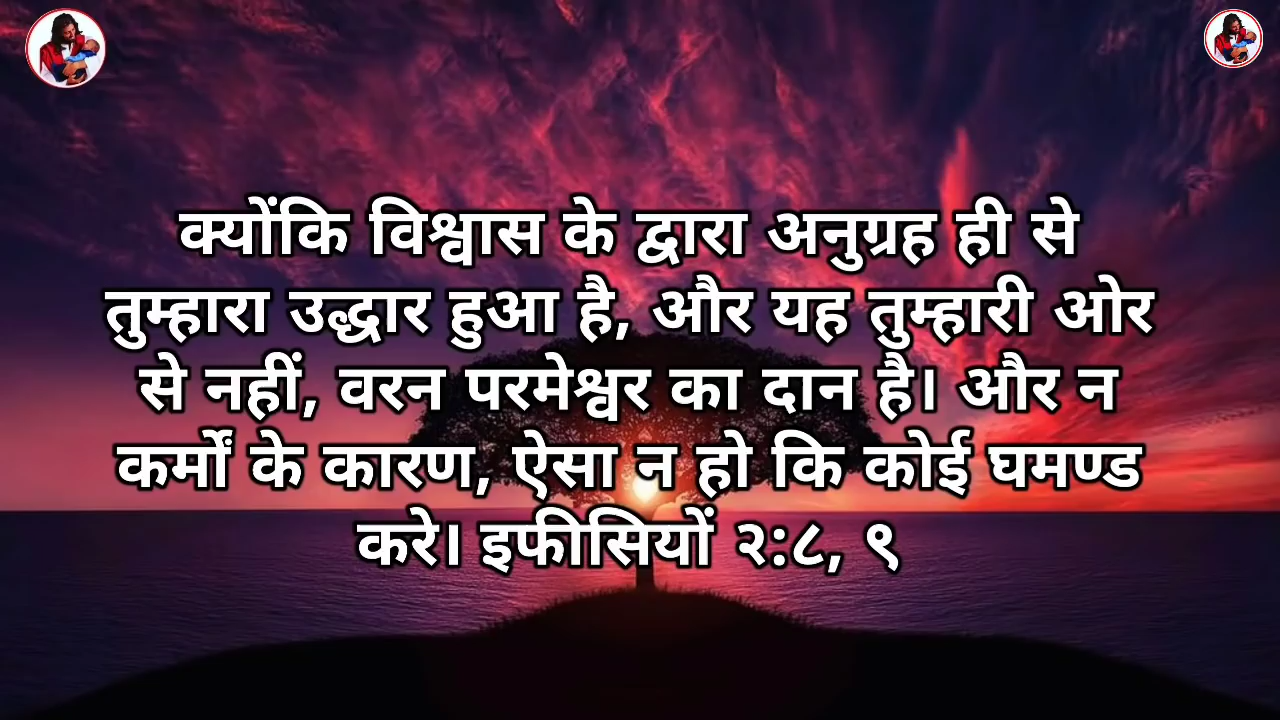 क्योंकि विश्वास के द्वारा अनुग्रह ही से
तुम्हारा उद्धार हुआ है, और यह तुम्हारी ओर
से नहीं, वरन परमेश्वर का दान है। और न
कर्मों के कारण, ऐसा न हो कि कोई घमण्ड
करे। इफीसियों २:८, ९